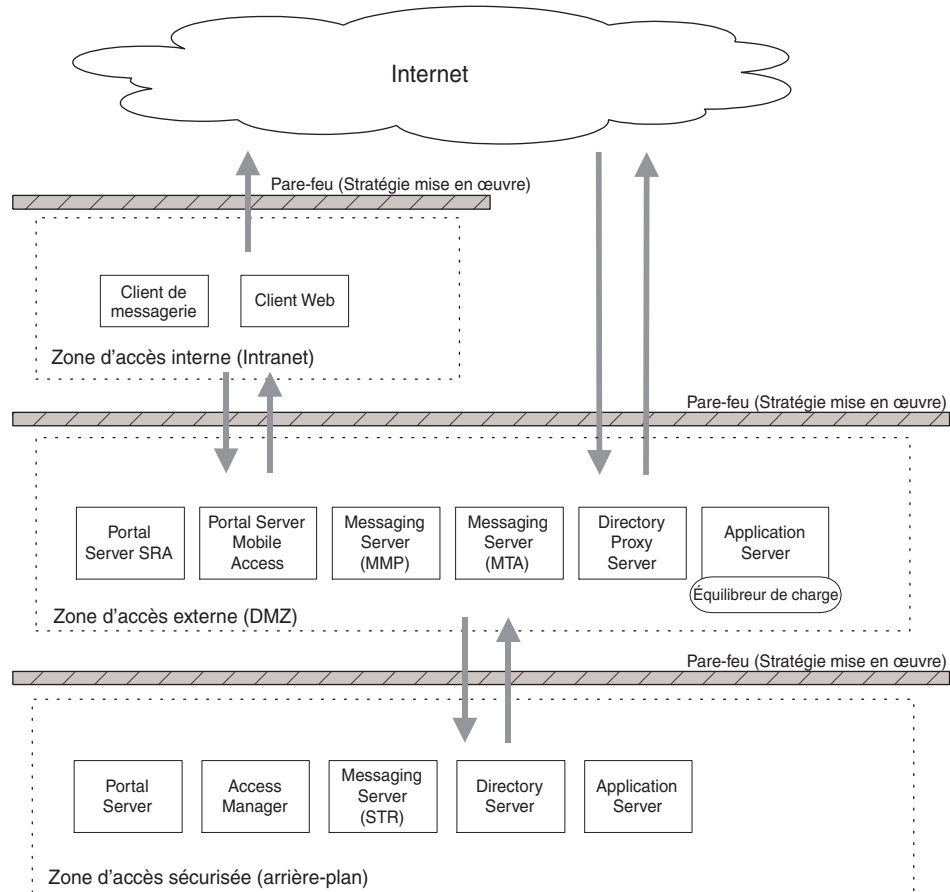 Internet
Pare-feu (Stratégie mise en œuvre)
Client de
messagerie
Client Web
Zone d'accès interne (Intranet)
Pare-feu (Stratégie mise en œuvre)
Portal
Server SRA
Portal Server
Mobile
Access
Messaging
Server
(MMP)
Messaging
Server
(MTA)
Directory
Proxy
Server
Application
Server
Équilibreur de charge
Zone d'accès externe (DMZ)
Pare-feu (Stratégie mise en œuvre)
Portal
Server
Access
Manager
Messaging
Server
(STR)
Directory
Server
Application
Server
Zone d'accès sécurisée (arrière-plan)